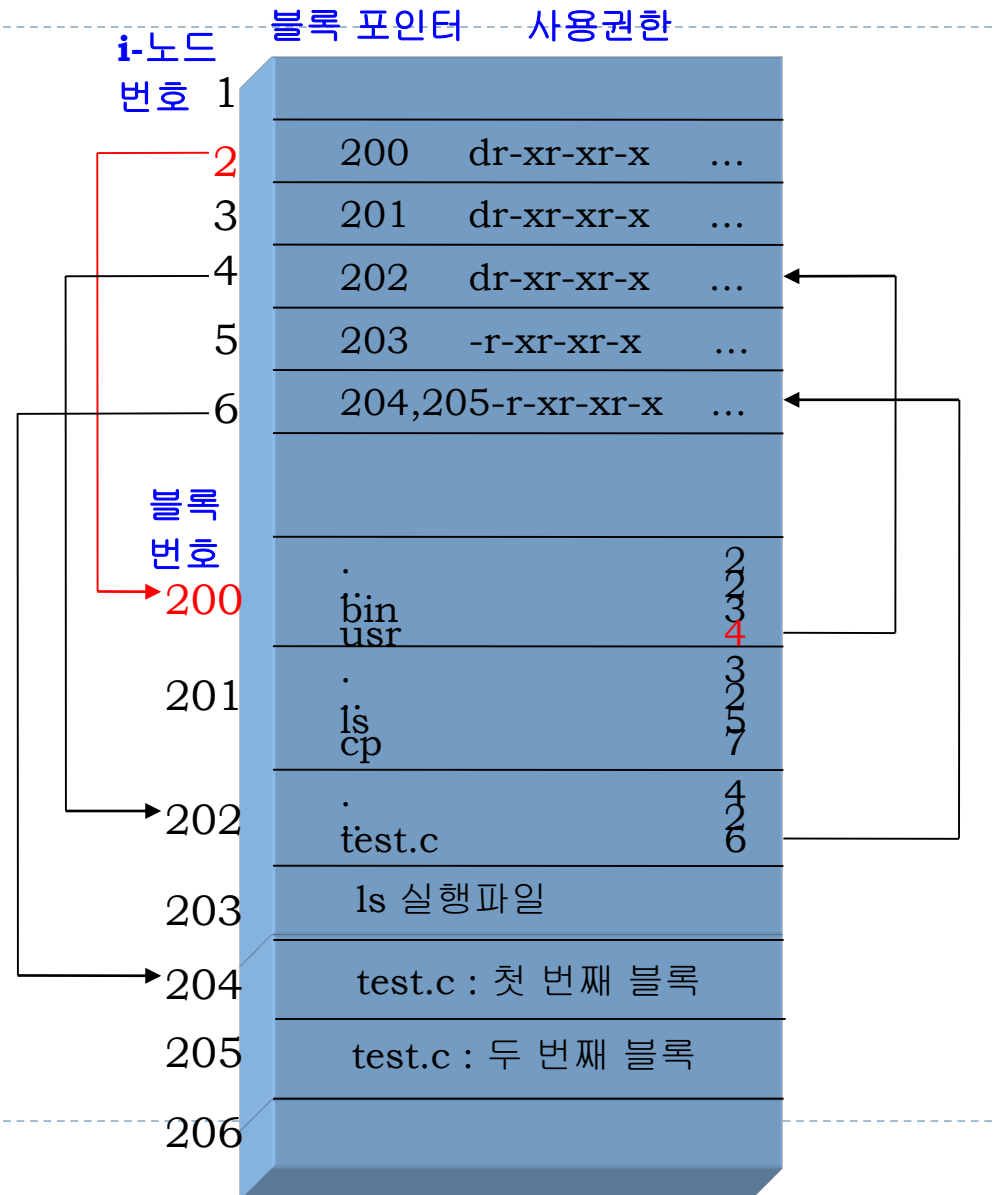 블록 포인터 사용권한
i-노드
번호
1
2 200 dr-xr-xr-x ...
3 201 dr-xr-xr-x ...
4 202 dr-xr-xr-x ...
5 203 -r-xr-xr-x ...
6 204,205-r-xr-xr-x ...
블록
번호
200
. 2
.. 2
bin 3
usr 4
201
. 3
.. 2
ls 5
cp 7
202
. 4
.. 2
test.c 6
203 ls 실행파일
204 test.c : 첫 번째 블록
205 test.c : 두 번째 블록
206